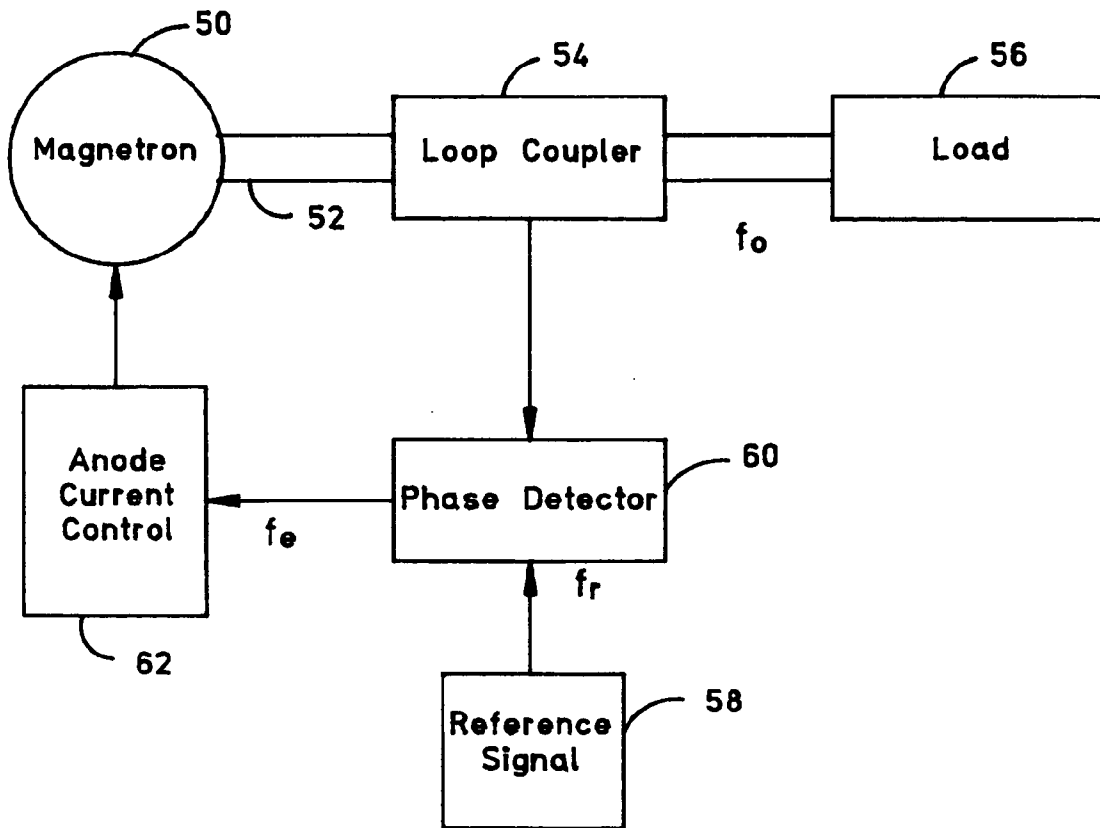 50
54
56
Magnetron
Loop Coupler
Load
52
fo
Anode
Current
Control
60
Phase Detector
fe
fr
62
58
Reference
Signal